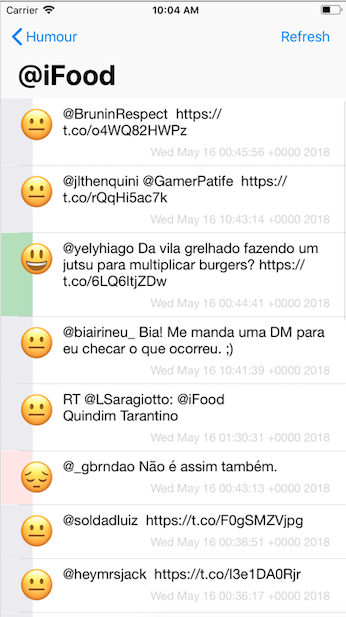 Carrier 10:04 AM
Humour Refresh
@iFood
@BruninRespect https://
t.co/o4WQ82HWPz
Wed May 16 00:45:56 +0000 2018
@jlthenquini @GamerPatife https://
t.co/rQqHi5ac7k
Wed May 16 10:43:14 +0000 2018
@yelyhiago Da vila grelhado fazendo um
jutsu para multiplicar burgers? https://
t.co/6LQ6ltjZDw
Wed May 16 00:44:41 +0000 2018
@biairineu_ Bia! Me manda uma DM para
eu checar o que ocorreu. ;)
Wed May 16 10:41:39 +0000 2018
RT @LSaragiotto: @iFood
Quindim Tarantino
Wed May 16 01:30:31 +0000 2018
@_gbrndao Não é assim também.
Wed May 16 00:43:13 +0000 2018
@soldadluiz https://t.co/F0gSMZVjpg
Wed May 16 00:36:51 +0000 2018
@heymrsjack https://t.co/l3e1DA0Rjr
Wed May 16 00:36:17 +0000 2018